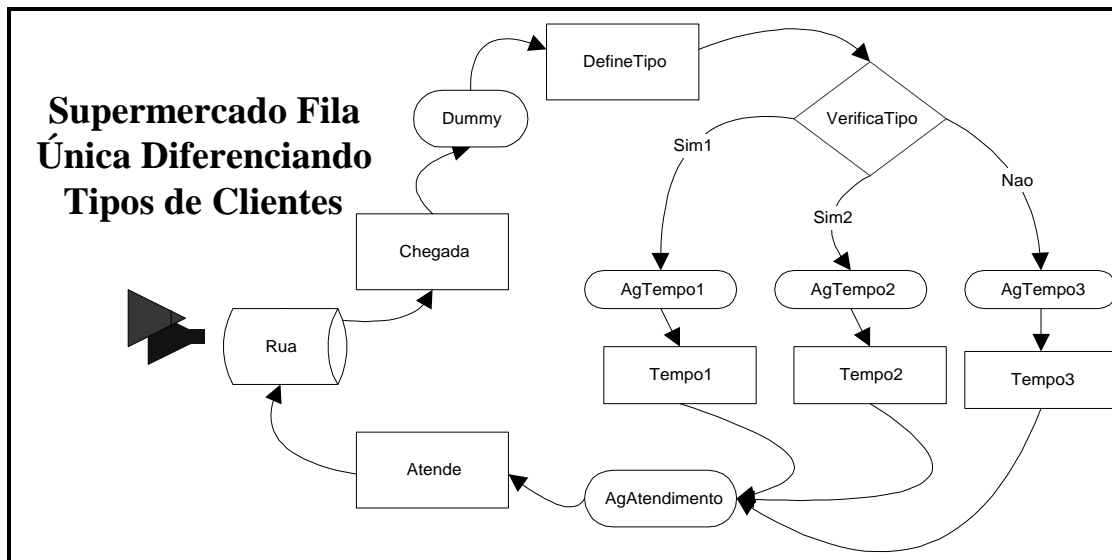 Supermercado Fila
Única Diferenciando
Tipos de Clientes
DefineTipo
Dummy
VerificaTipo
Sim1
Sim2
Nao
Chegada
AgTempo1
AgTempo2
AgTempo3
Rua
Tempo1
Tempo2
Tempo3
Atende
AgAtendimento